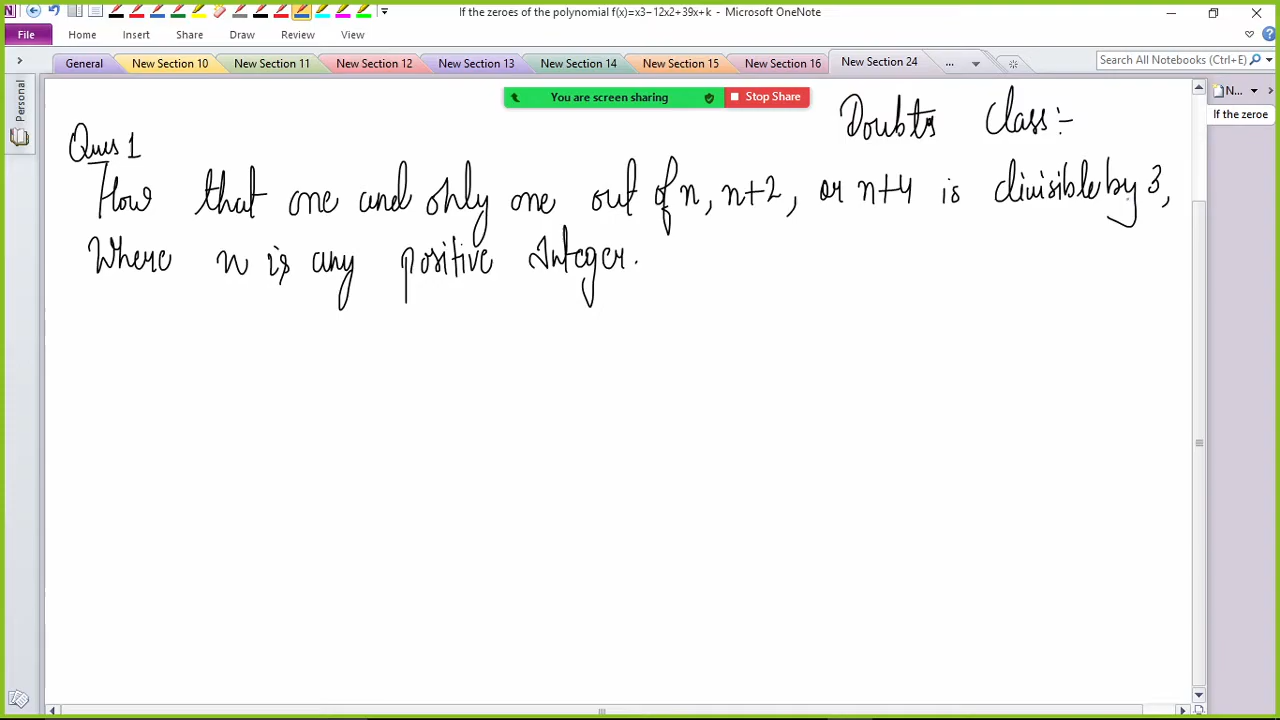 If the zeroes of the polynomial f(x)=x3−12x2+39x+k - Microsoft OneNote
File Home Insert Share Draw Review View
General New Section 10 New Section 11 New Section 12 New Section 13 New Section 14 New Section 15 New Section 16 New Section 24 ... Search All Notebooks (Ctrl+E)
Personal
You are screen sharing Stop Share
N...
If the zeroe
Doubts Class:-
Ques 1
How that one and only one out of n, n+2, or n+4 is divisible by 3,
Where n is any positive Integer.